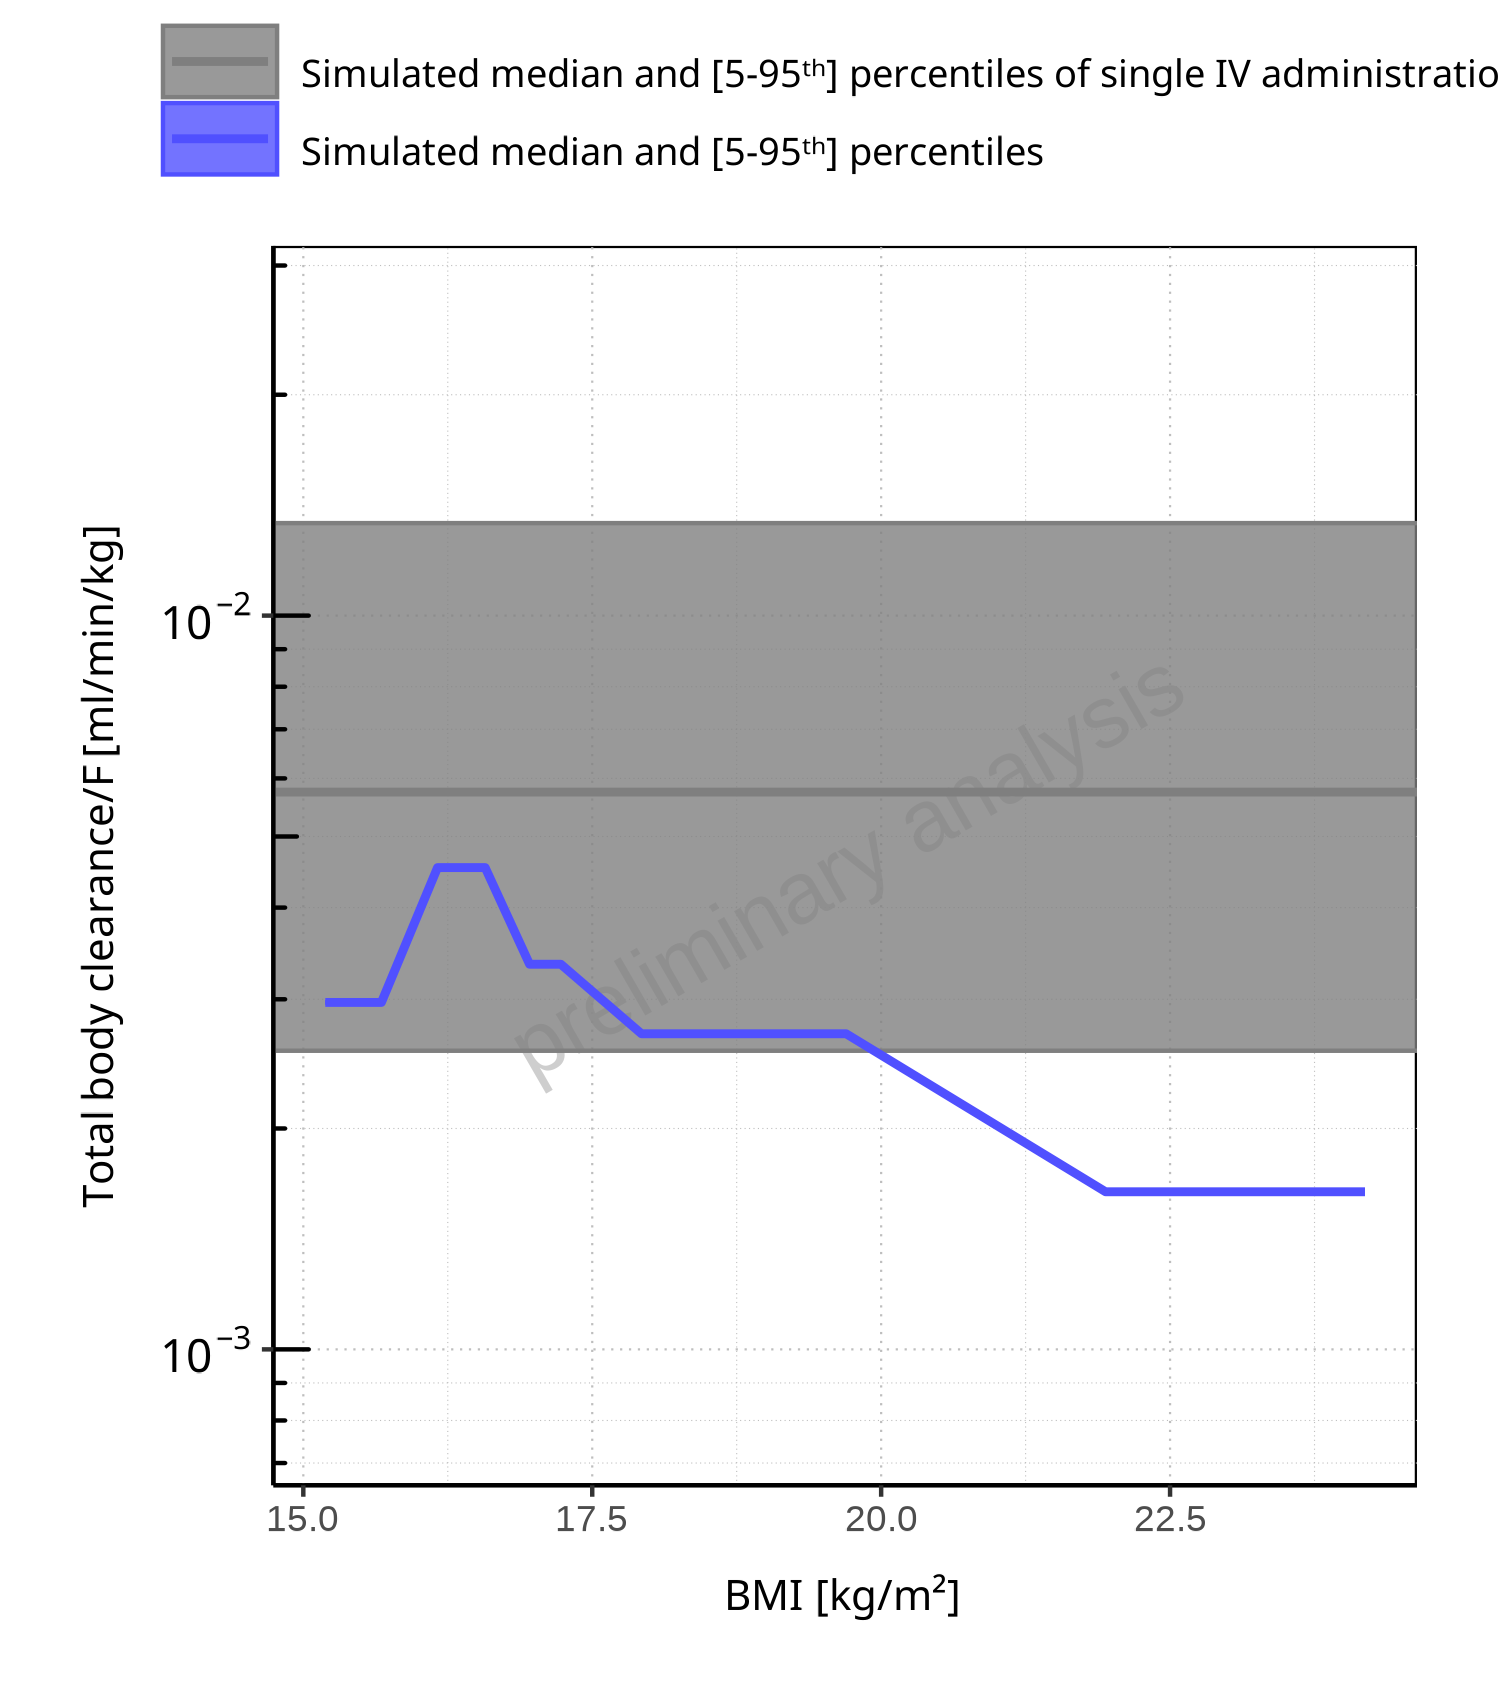 Simulated median and [5-95ᵗʰ] percentiles of single IV administratio
Simulated median and [5-95ᵗʰ] percentiles
Total body clearance/F [ml/min/kg]
10⁻²
10⁻³
preliminary analysis
15.0 17.5 20.0 22.5
BMI [kg/m²]